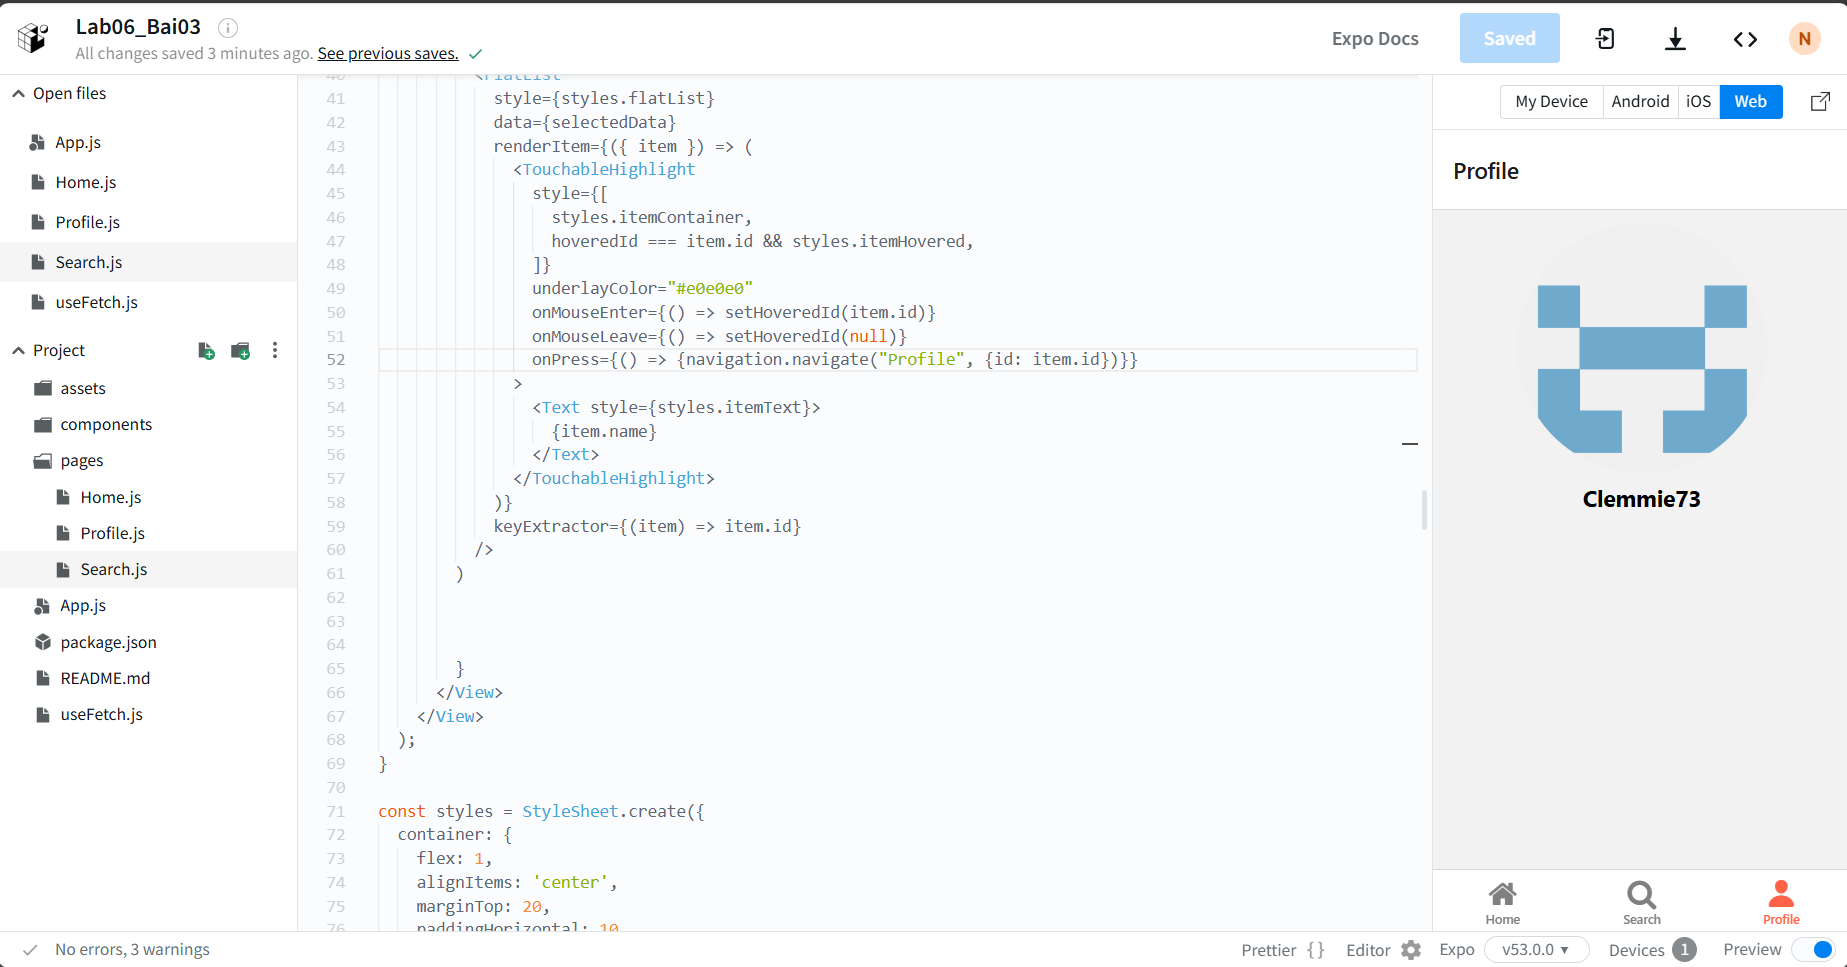 Lab06_Bai03
All changes saved 3 minutes ago. See previous saves.
Expo Docs
Saved
N
Open files
App.js
Home.js
Profile.js
Search.js
useFetch.js
Project
assets
components
pages
Home.js
Profile.js
Search.js
App.js
package.json
README.md
useFetch.js
40 <FlatList
41 style={styles.flatList}
42 data={selectedData}
43 renderItem={({ item }) => (
44 <TouchableHighlight
45 style={[
46 styles.itemContainer,
47 hoveredId === item.id && styles.itemHovered,
48 ]}
49 underlayColor="#e0e0e0"
50 onMouseEnter={() => setHoveredId(item.id)}
51 onMouseLeave={() => setHoveredId(null)}
52 onPress={() => {navigation.navigate("Profile", {id: item.id})}}
53 >
54 <Text style={styles.itemText}>
55 {item.name}
56 </Text>
57 </TouchableHighlight>
58 )}
59 keyExtractor={(item) => item.id}
60 />
61 )
62
63
64
65 }
66 </View>
67 </View>
68 );
69 }
70
71 const styles = StyleSheet.create({
72 container: {
73 flex: 1,
74 alignItems: 'center',
75 marginTop: 20,
76 paddingHorizontal: 10
My Device Android iOS Web
Profile
Clemmie73
Home Search Profile
No errors, 3 warnings
Prettier {} Editor Expo v53.0.0 Devices 1 Preview